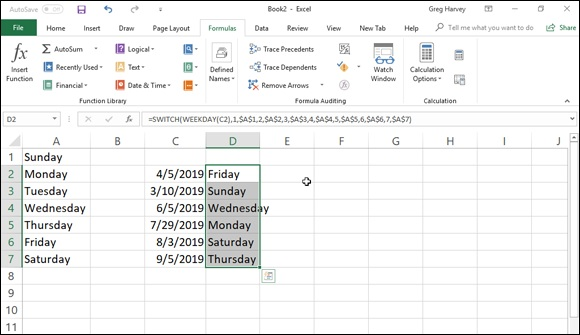 AutoSave Off Book2 - Excel Greg Harvey
File Home Insert Draw Page Layout Formulas Data Review View Help Tell me what you want to do
fx Insert Function
Σ AutoSum Logical
Recently Used Text
Financial Date & Time
Function Library
Defined Names
Trace Precedents
Trace Dependents
Remove Arrows
Formula Auditing
Watch Window
Calculation Options
Calculation
D2 fx =SWITCH(WEEKDAY(C2),1,$A$1,2,$A$2,3,$A$3,4,$A$4,5,$A$5,6,$A$6,7,$A$7)
A B C D E F G H I J
1 Sunday
2 Monday 4/5/2019 Friday
3 Tuesday 3/10/2019 Sunday
4 Wednesday 6/5/2019 Wednesday
5 Thursday 7/29/2019 Monday
6 Friday 8/3/2019 Saturday
7 Saturday 9/5/2019 Thursday
8
9
10
11